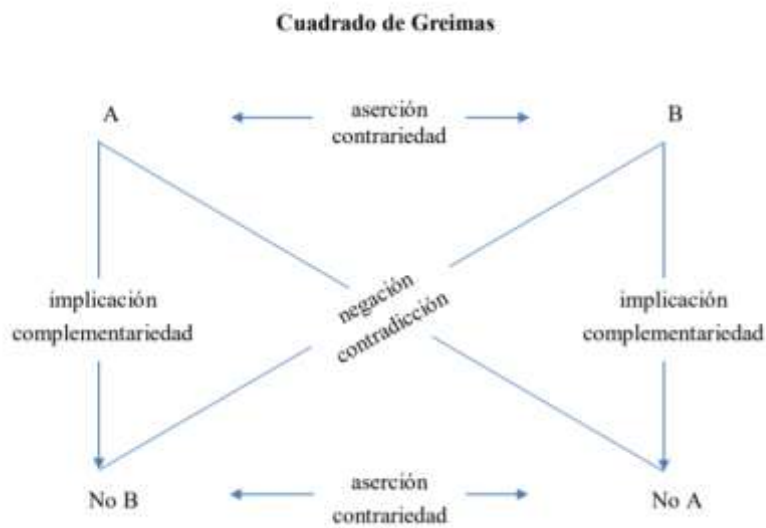 Cuadrado de Greimas
A
aserción
contrariedad
B
negación
contradicción
implicación
complementariedad
implicación
complementariedad
No B
aserción
contrariedad
No A